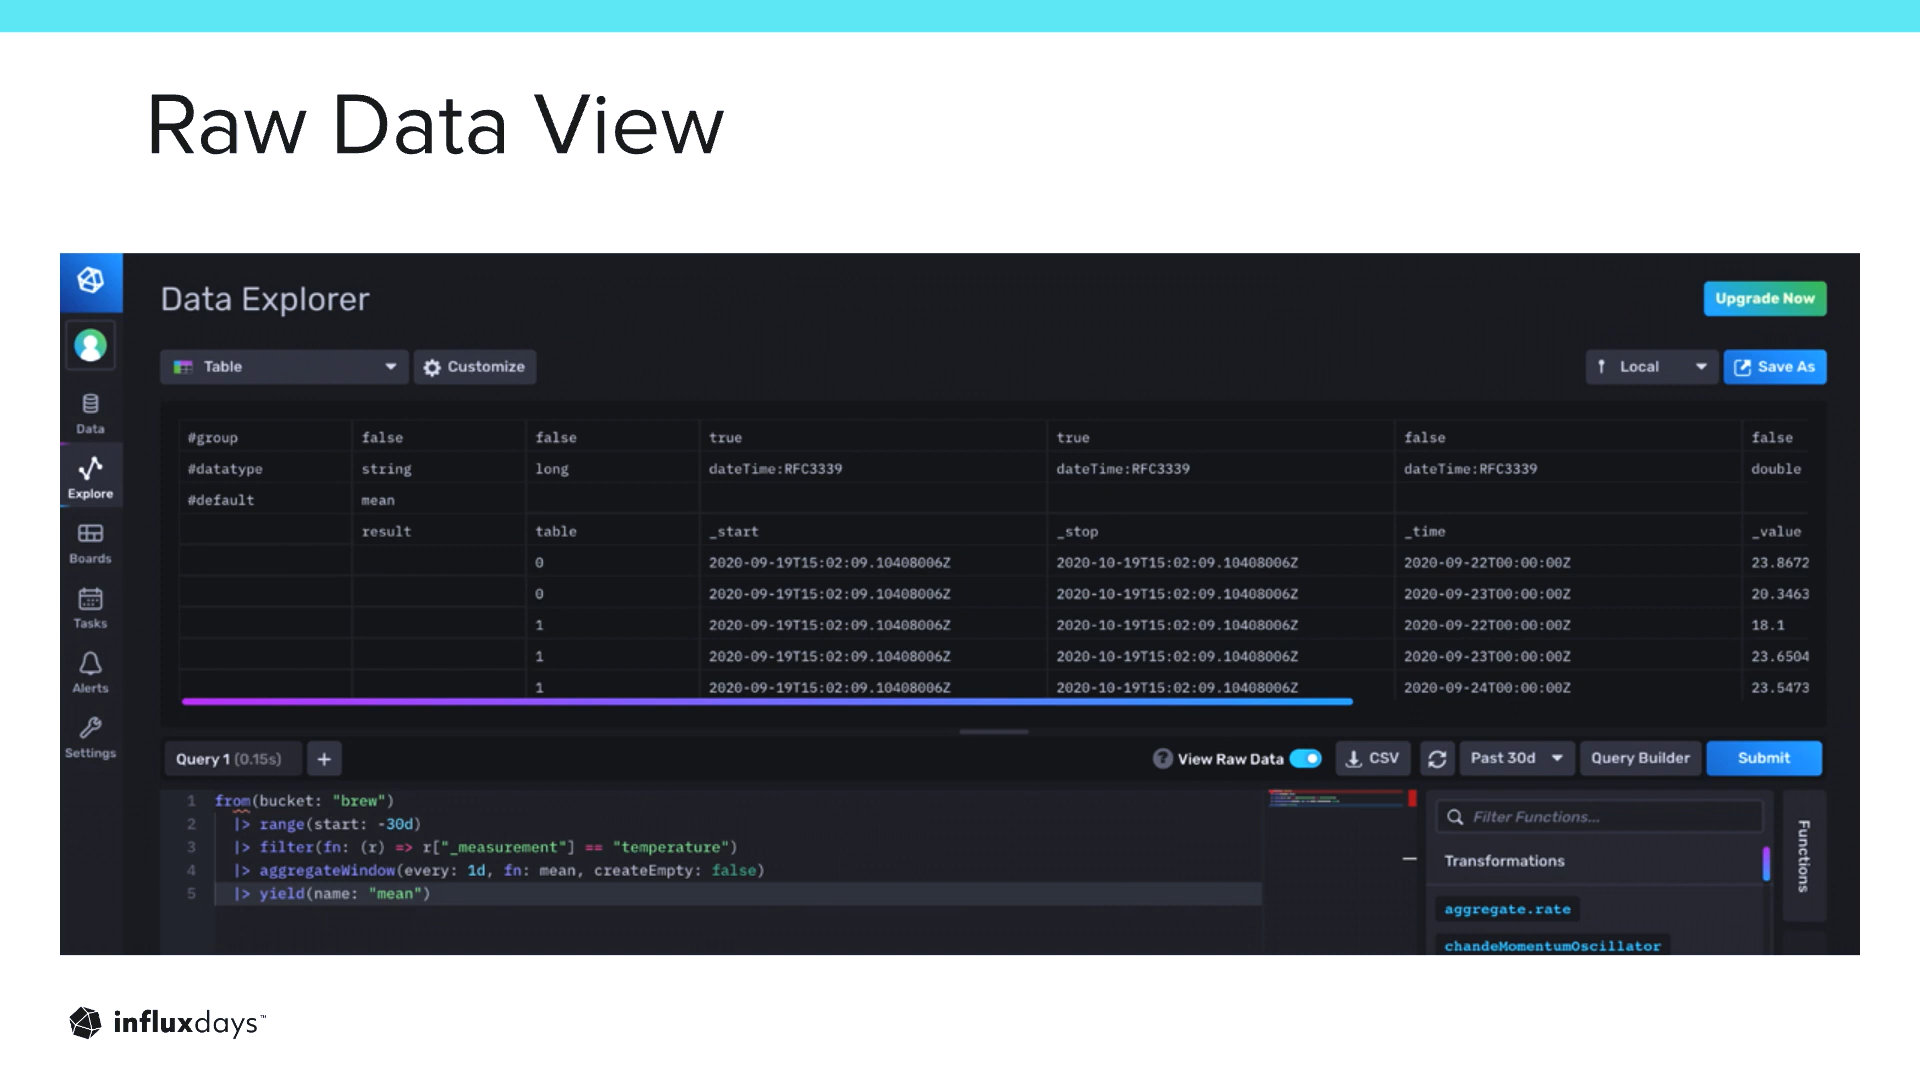 Raw Data View
Data Explorer
Upgrade Now
Table
Customize
Local
Save As
Data
Explore
Boards
Tasks
Alerts
Settings
#group false false true true false false
#datatype string long dateTime:RFC3339 dateTime:RFC3339 dateTime:RFC3339 double
#default mean
result table _start _stop _time _value
0 2020-09-19T15:02:09.10408006Z 2020-10-19T15:02:09.10408006Z 2020-09-22T00:00:00Z 23.8672
0 2020-09-19T15:02:09.10408006Z 2020-10-19T15:02:09.10408006Z 2020-09-23T00:00:00Z 20.3463
1 2020-09-19T15:02:09.10408006Z 2020-10-19T15:02:09.10408006Z 2020-09-22T00:00:00Z 18.1
1 2020-09-19T15:02:09.10408006Z 2020-10-19T15:02:09.10408006Z 2020-09-23T00:00:00Z 23.6504
1 2020-09-19T15:02:09.10408006Z 2020-10-19T15:02:09.10408006Z 2020-09-24T00:00:00Z 23.5473
Query 1 (0.15s)
+
? View Raw Data
CSV
Past 30d
Query Builder
Submit
1 from(bucket: "brew")
2 |> range(start: -30d)
3 |> filter(fn: (r) => r["_measurement"] == "temperature")
4 |> aggregateWindow(every: 1d, fn: mean, createEmpty: false)
5 |> yield(name: "mean")
Filter Functions...
Transformations
aggregate.rate
chandeMomentumOscillator
Functions
influxdays™